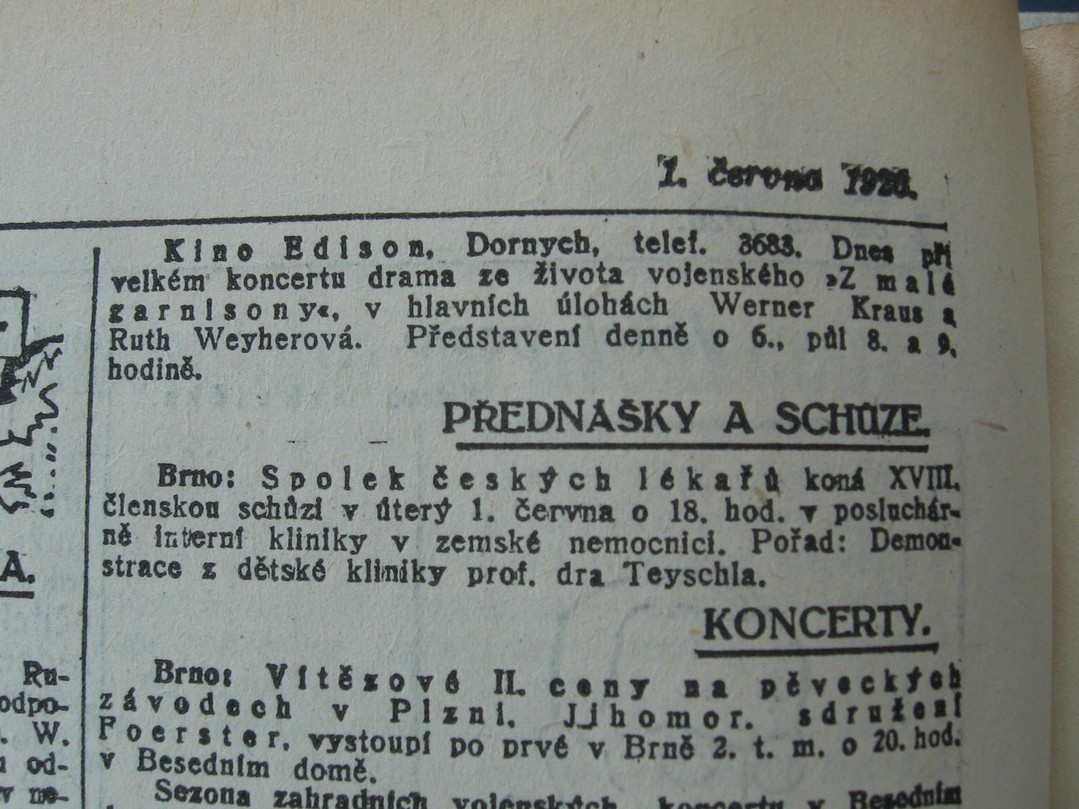 1. června 1926.
Kino Edison, Dornych, telef. 3683. Dnes při
velkém koncertu drama ze života vojenského »Z malé
garnisony«, v hlavních úlohách Werner Kraus a
Ruth Weyherová. Představení denně o 6., půl 8. a 9.
hodině.
PŘEDNÁŠKY A SCHŮZE.
Brno: Spolek českých lékařů koná XVIII.
členskou schůzi v úterý 1. června o 18. hod. v posluchár-
ně interní kliniky v zemské nemocnici. Pořad: Demon-
strace z dětské kliniky prof. dra Teyschla.
KONCERTY.
Brno: Vítězové II. ceny na pěveckých
závodech v Plzni, Jihomor. sdružení
Foerster, vystoupí po prvé v Brně 2. t. m. o 20. hod.
v Besedním domě.
Sezona zahradních vojenských koncertů v Besedním
A.
Ru-
odpo-
. W.
od-
v ne-